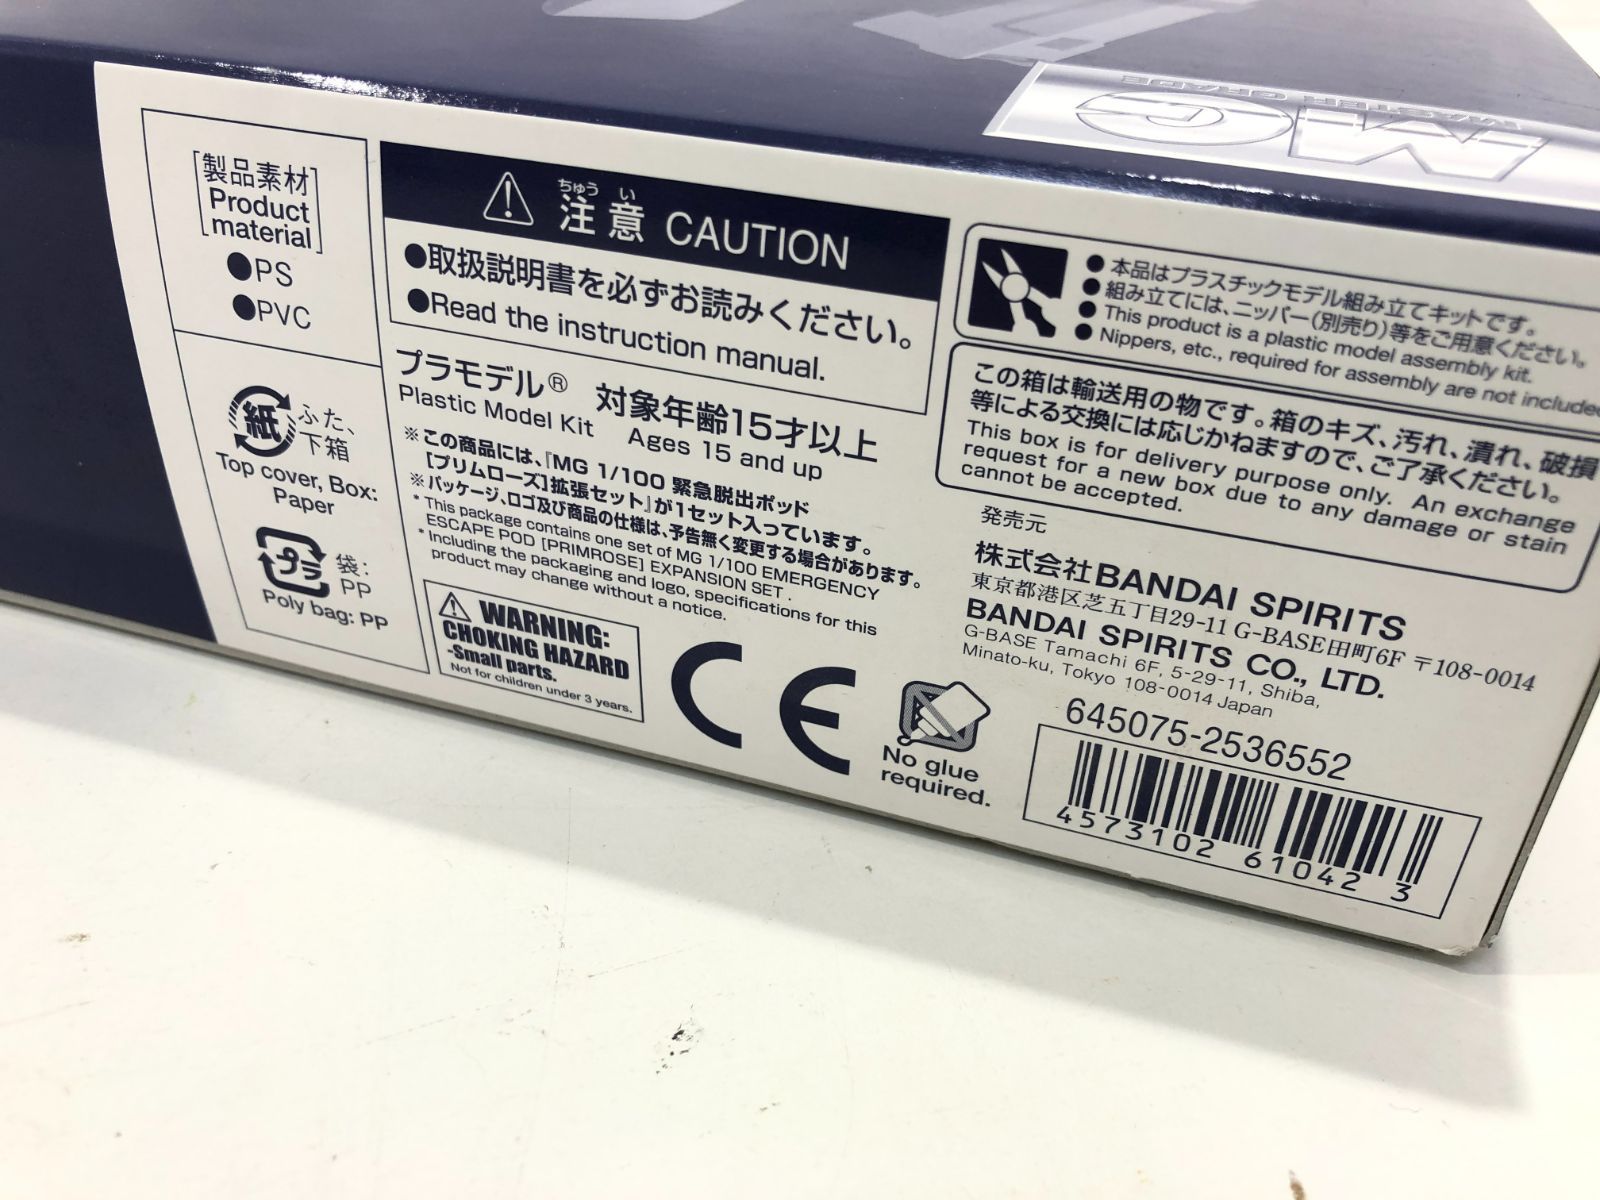 MG
MASTER GRADE
[製品素材]
[Product
material]
●PS
●PVC
紙
ふた、
下箱
Top cover, Box:
Paper
プラ
袋:
PP
Poly bag: PP
ちゅう い
注意 CAUTION
●取扱説明書を必ずお読みください。
●Read the instruction manual.
プラモデル® 対象年齢15才以上
Plastic Model Kit Ages 15 and up
※この商品には、『MG 1/100 緊急脱出ポッド
[プリムローズ]拡張セット』が1セット入っています。
※パッケージ、ロゴ及び商品の仕様は、予告無く変更する場合があります。
* This package contains one set of MG 1/100 EMERGENCY
ESCAPE POD [PRIMROSE] EXPANSION SET .
* Including the packaging and logo, specifications for this
product may change without a notice.
WARNING:
CHOKING HAZARD
-Small parts.
Not for children under 3 years.
CE
No glue
required.
●本品はプラスチックモデル組み立てキットです。
●組み立てには、ニッパー(別売り)等をご用意ください。
●This product is a plastic model assembly kit.
●Nippers, etc., required for assembly are not included
この箱は輸送用の物です。箱のキズ、汚れ、潰れ、破損
等による交換には応じかねますので、ご了承ください。
This box is for delivery purpose only. An exchange
request for a new box due to any damage or stain
cannot be accepted.
発売元
株式会社BANDAI SPIRITS
東京都港区芝五丁目29-11 G-BASE田町6F 〒108-0014
BANDAI SPIRITS CO., LTD.
G-BASE Tamachi 6F, 5-29-11, Shiba,
Minato-ku, Tokyo 108-0014 Japan
645075-2536552
4573102 61042 3